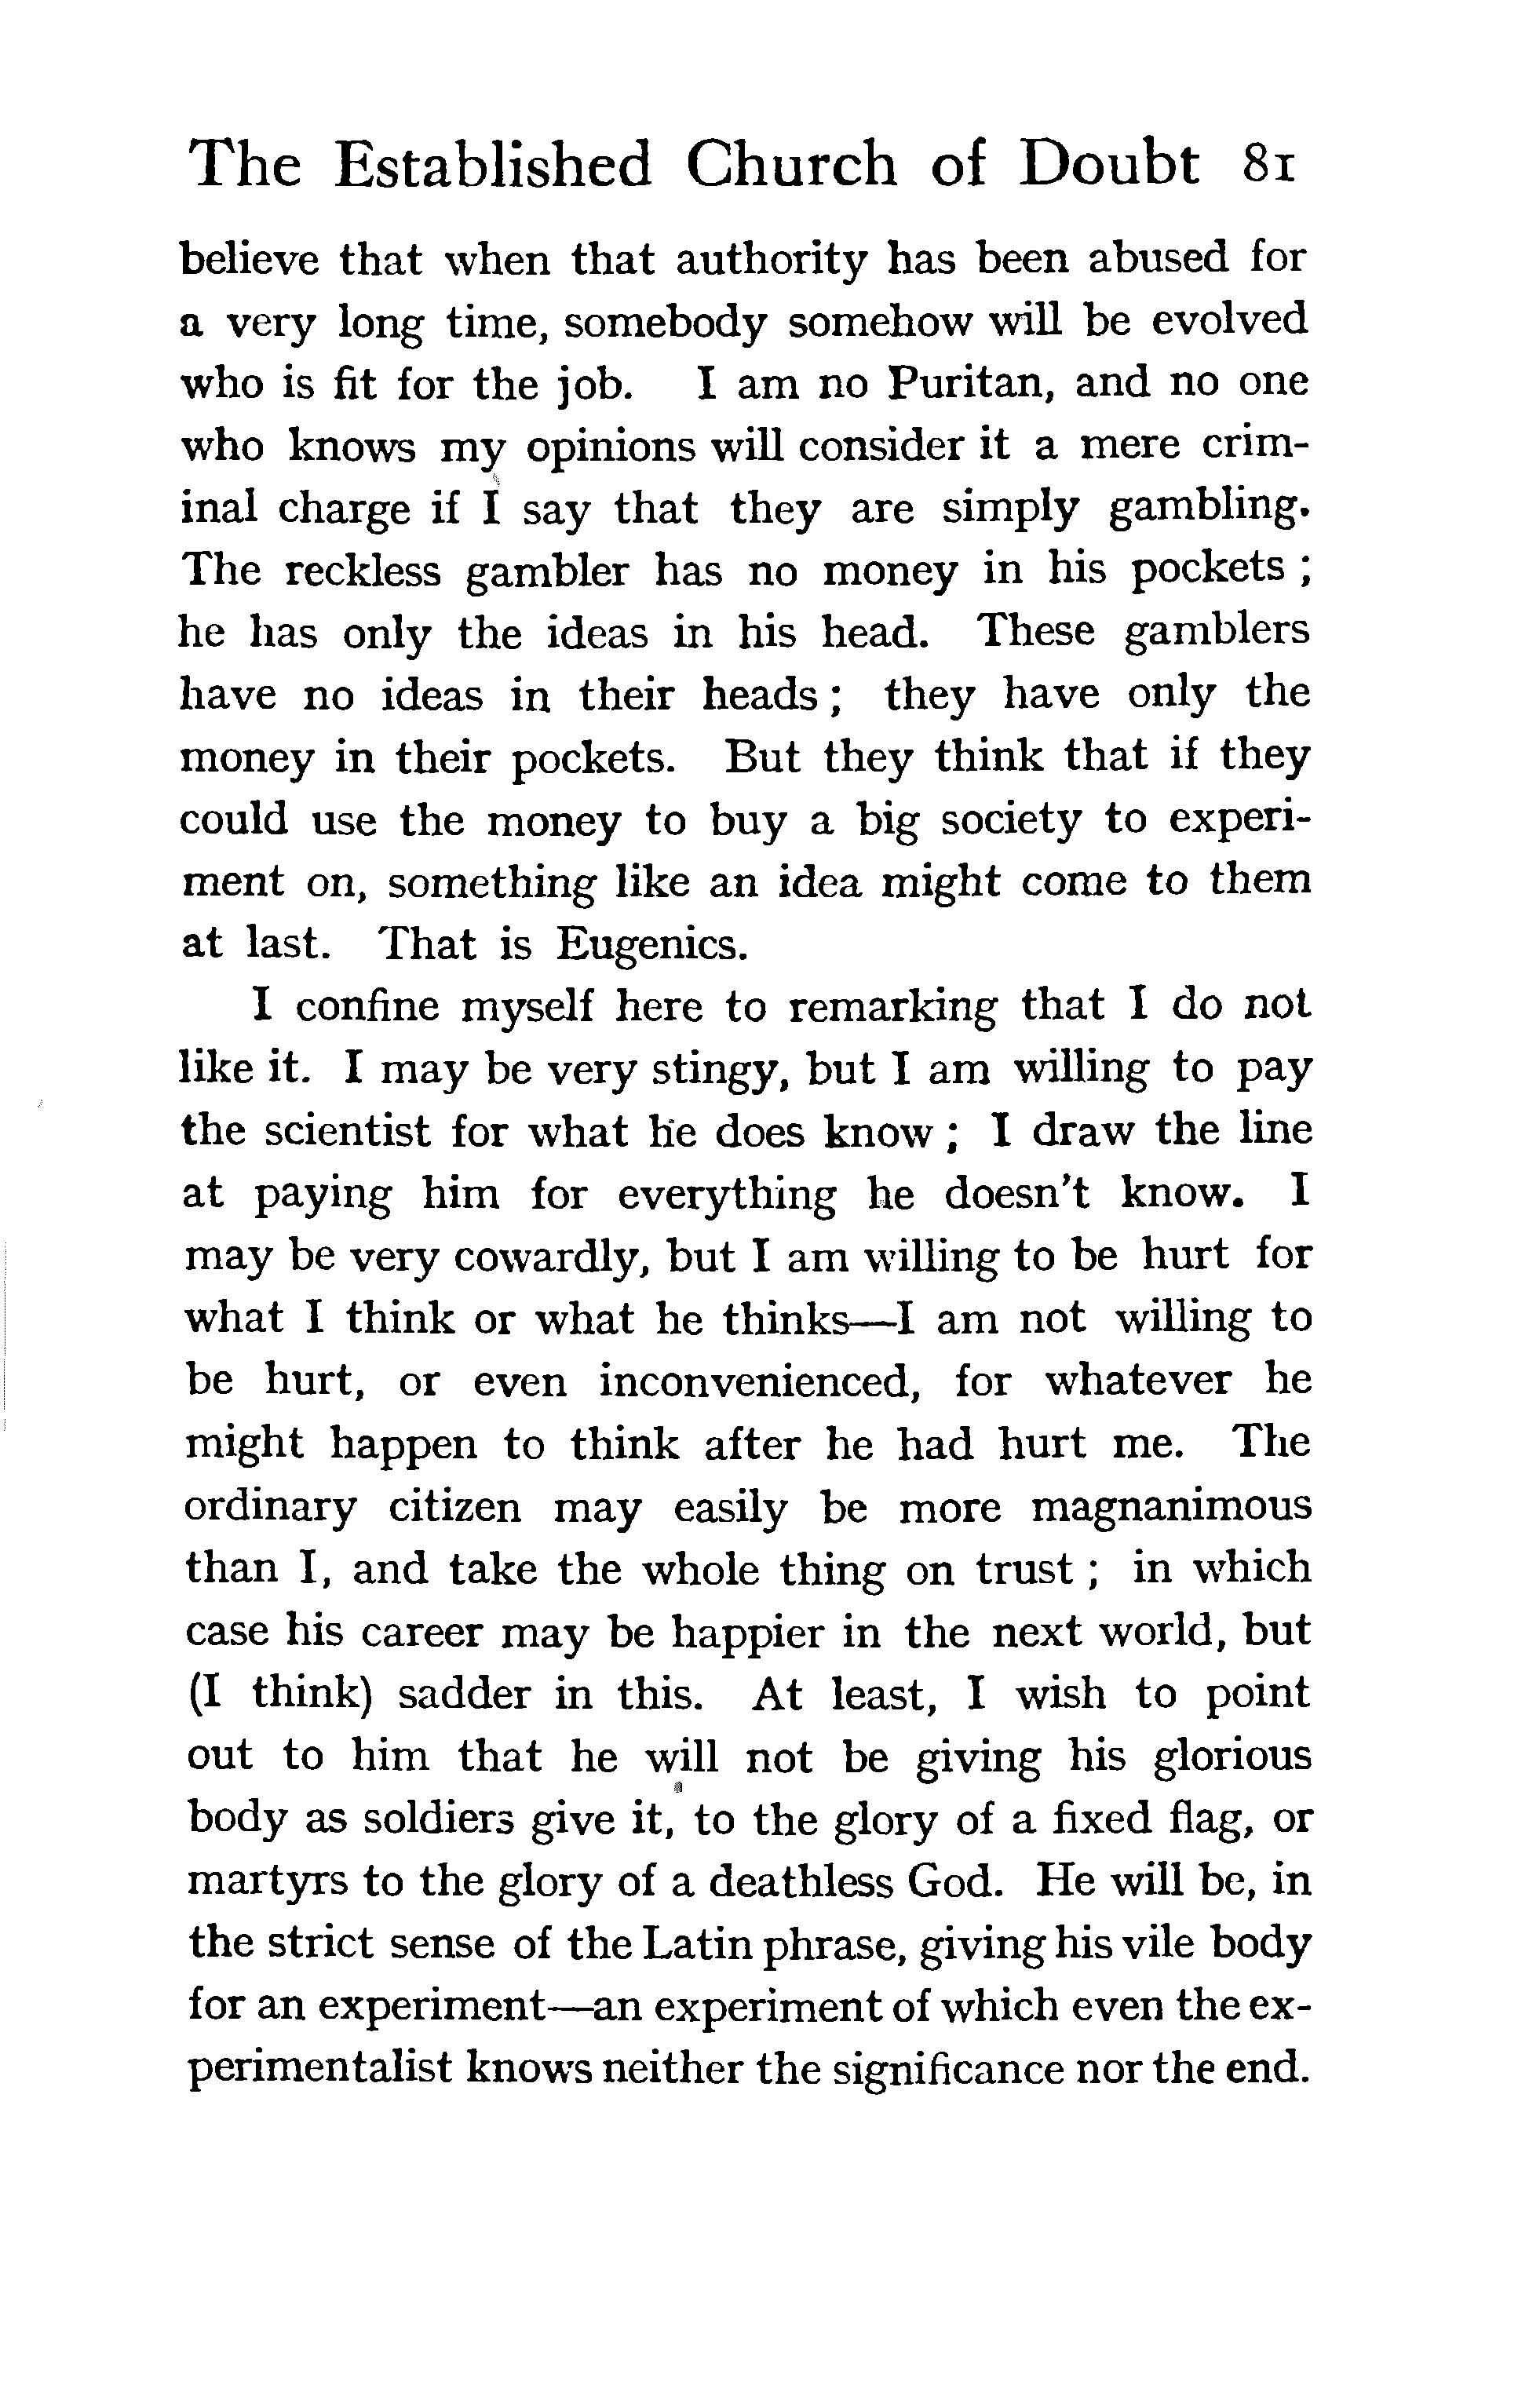 The Established Church of Doubt 81
believe that when that authority has been abused for
a very long time, somebody somehow will be evolved
who is fit for the job. I am no Puritan, and no one
who knows my opinions will consider it a mere crim-
inal charge if I say that they are simply gambling.
The reckless gambler has no money in his pockets ;
he has only the ideas in his head. These gamblers
have no ideas in their heads ; they have only the
money in their pockets. But they think that if they
could use the money to buy a big society to experi-
ment on, something like an idea might come to them
at last. That is Eugenics.
I confine myself here to remarking that I do not
like it. I may be very stingy, but I am willing to pay
the scientist for what he does know ; I draw the line
at paying him for everything he doesn't know. I
may be very cowardly, but I am willing to be hurt for
what I think or what he thinks—I am not willing to
be hurt, or even inconvenienced, for whatever he
might happen to think after he had hurt me. The
ordinary citizen may easily be more magnanimous
than I, and take the whole thing on trust ; in which
case his career may be happier in the next world, but
(I think) sadder in this. At least, I wish to point
out to him that he will not be giving his glorious
body as soldiers give it, to the glory of a fixed flag, or
martyrs to the glory of a deathless God. He will be, in
the strict sense of the Latin phrase, giving his vile body
for an experiment—an experiment of which even the ex-
perimentalist knows neither the significance nor the end.